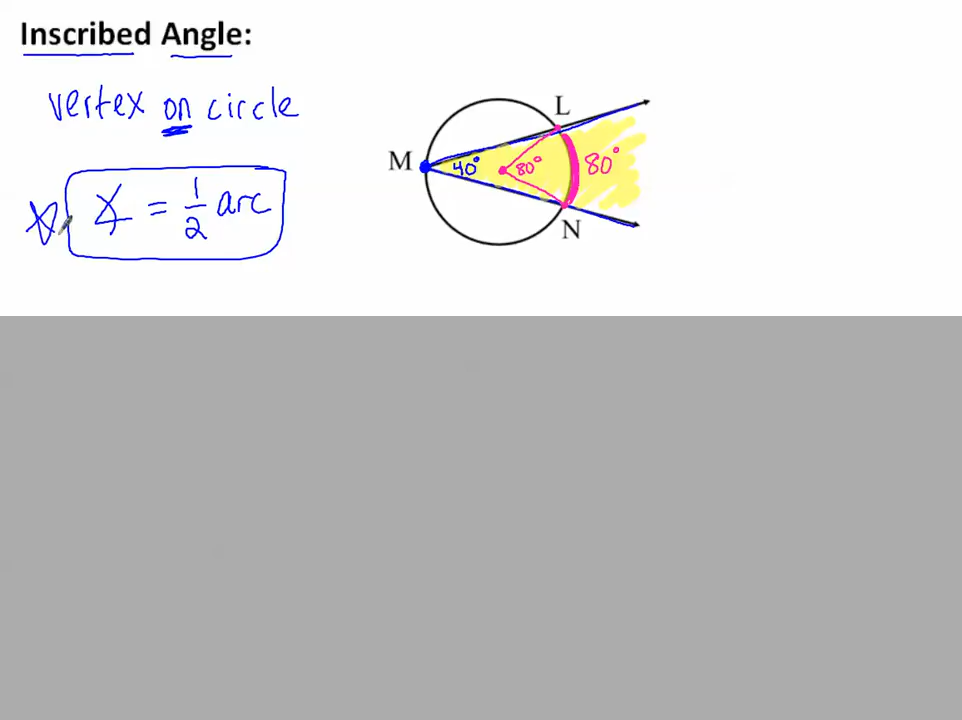 Inscribed Angle:
vertex on circle
∡ = 1/2 arc
L
M 40° 80° 80°
N